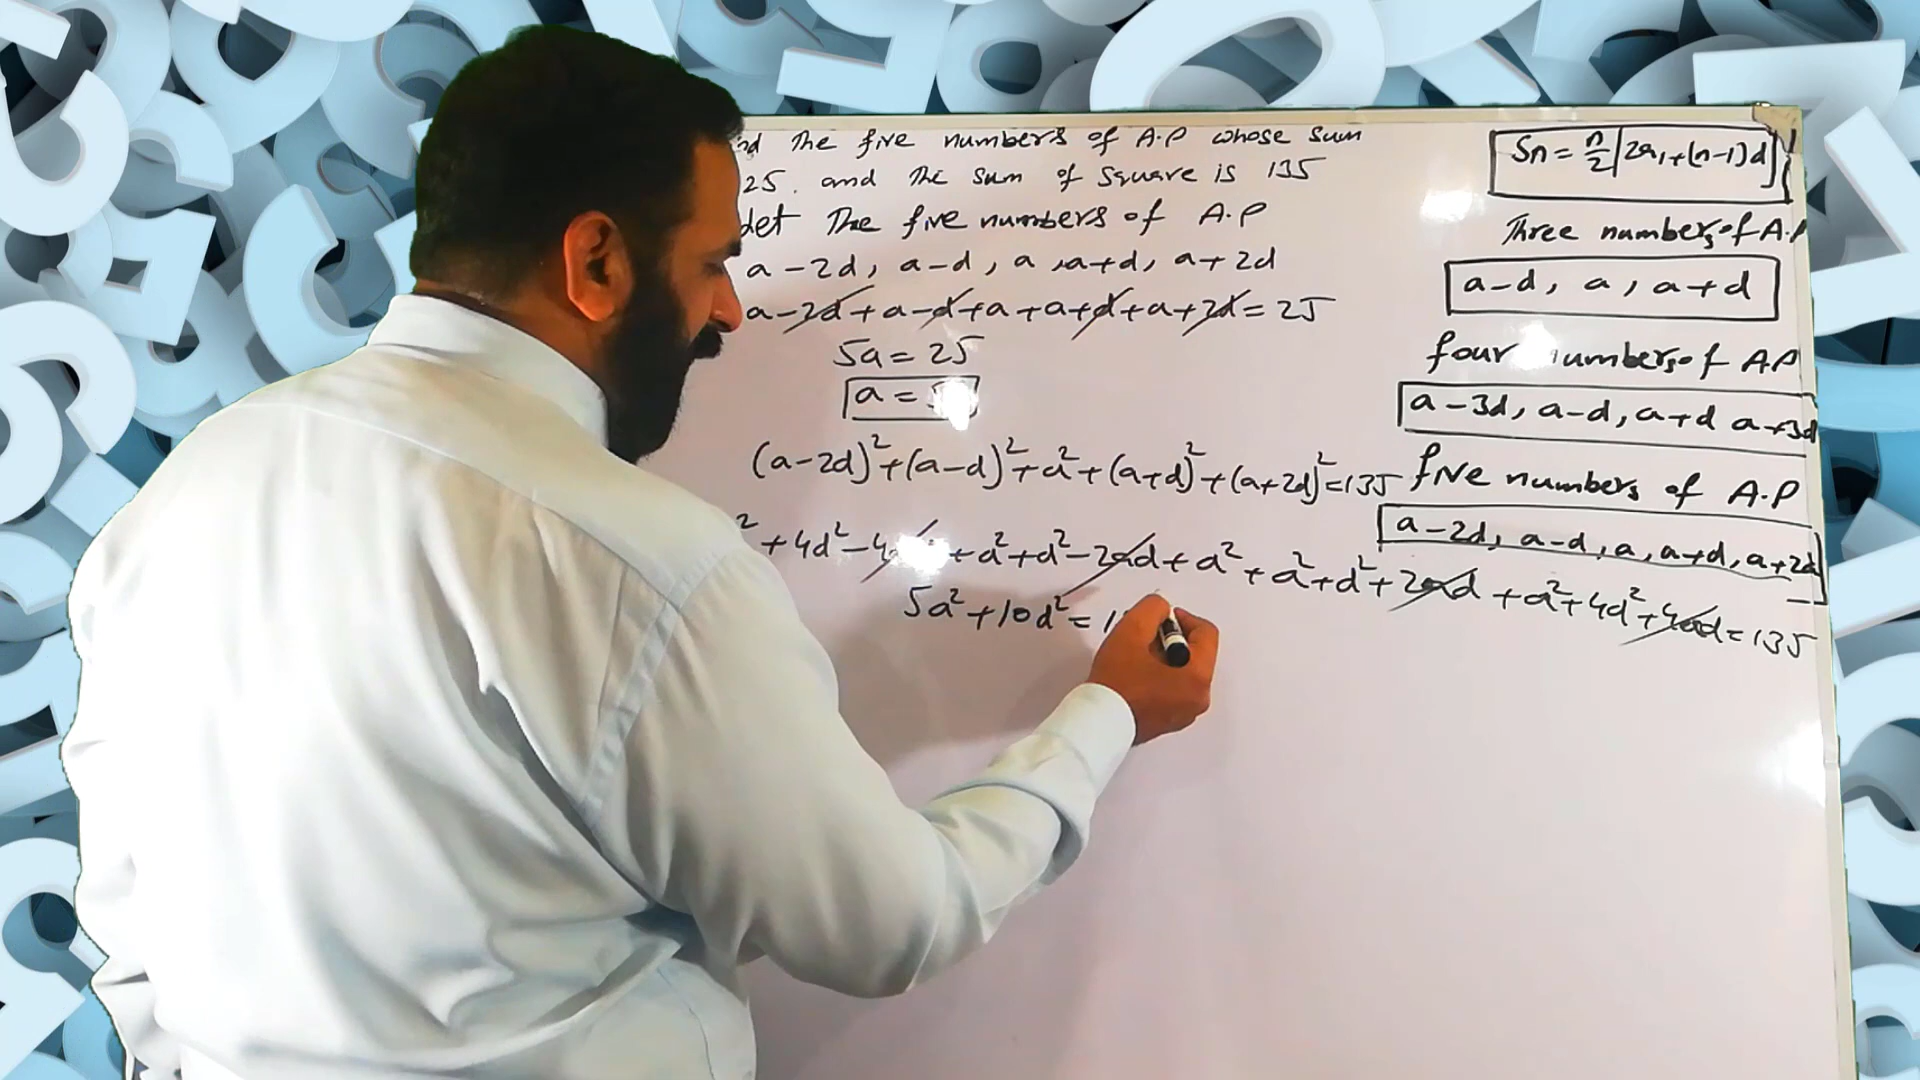 The five numbers of A.P whose sum
25. and The sum of square is 135
Let The five numbers of A.P
a-2d, a-d, a, a+d, a+2d
a-2d+a-d+a+a+d+a+2d=25
5a=25
a=
(a-2d)²+(a-d)²+a²+(a+d)²+(a+2d)²=135
²+4d²-4 +a²+d²-2ad+a²+a²+d²+2ad+a²+4d²+4ad=135
5a²+10d²=1
Sn=n/2[2a₁+(n-1)d]
Three numbers of A.P
a-d, a, a+d
four numbers of AP
a-3d, a-d, a+d a+3d
five numbers of A.P
a-2d, a-d, a, a+d, a+2d